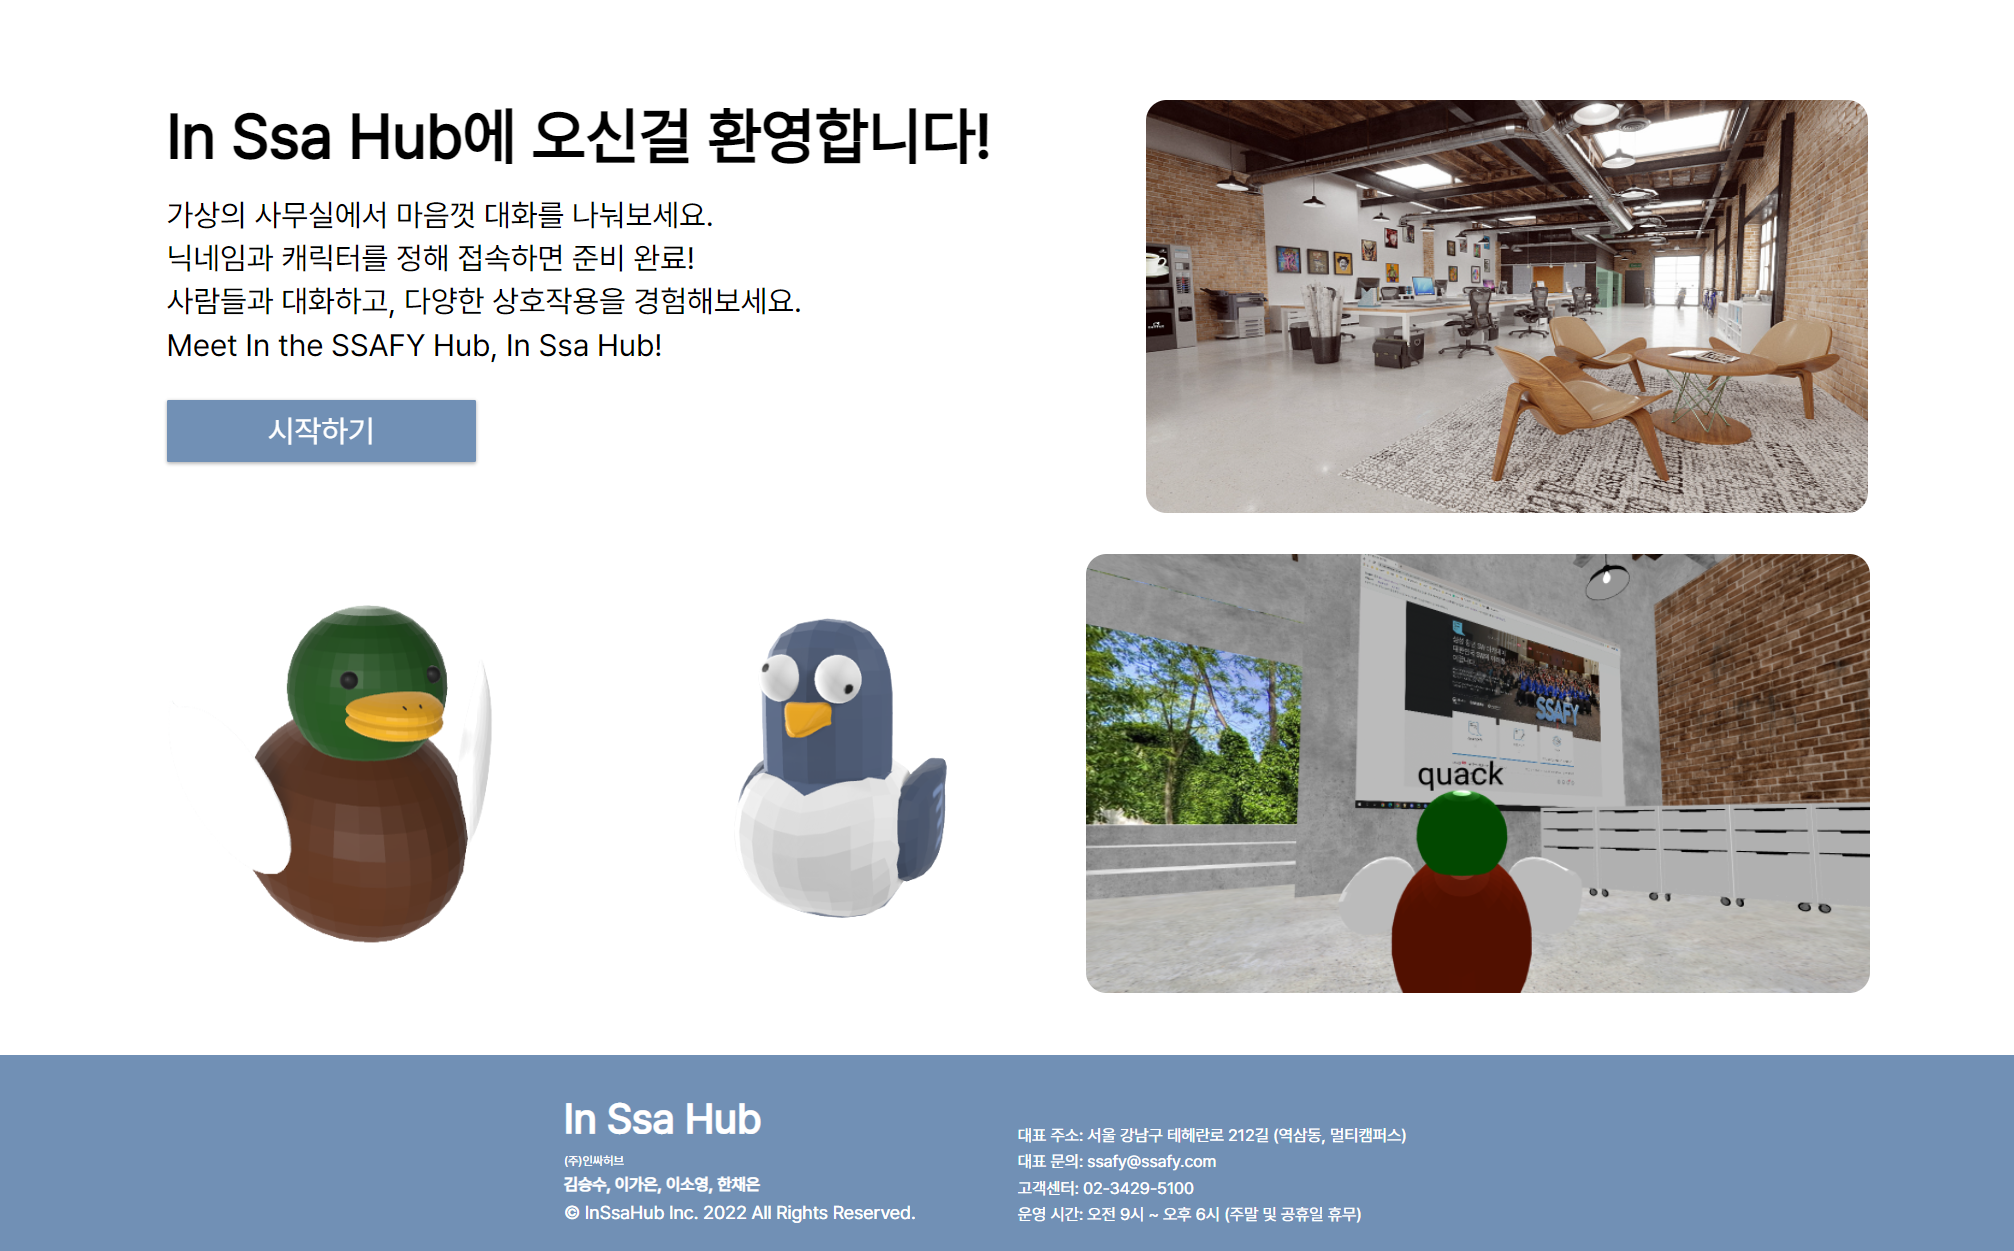 In Ssa Hub에 오신걸 환영합니다!
가상의 사무실에서 마음껏 대화를 나눠보세요.
닉네임과 캐릭터를 정해 접속하면 준비 완료!
사람들과 대화하고, 다양한 상호작용을 경험해보세요.
Meet In the SSAFY Hub, In Ssa Hub!
시작하기
SSAFY
quack
In Ssa Hub
(주)인싸허브
김승수, 이가은, 이소영, 한채은
© InSsaHub Inc. 2022 All Rights Reserved.
대표 주소: 서울 강남구 테헤란로 212길 (역삼동, 멀티캠퍼스)
대표 문의: ssafy@ssafy.com
고객센터: 02-3429-5100
운영 시간: 오전 9시 ~ 오후 6시 (주말 및 공휴일 휴무)